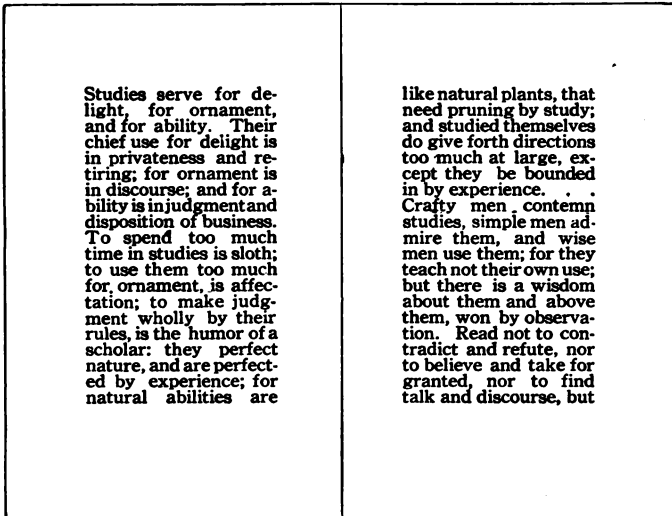 Studies serve for de-
light, for ornament,
and for ability. Their
chief use for delight is
in privateness and re-
tiring; for ornament is
in discourse; and for a-
bility is in judgment and
disposition of business.
To spend too much
time in studies is sloth;
to use them too much
for ornament, is affec-
tation; to make judg-
ment wholly by their
rules, is the humor of a
scholar: they perfect
nature, and are perfect-
ed by experience; for
natural abilities are
like natural plants, that
need pruning by study;
and studied themselves
do give forth directions
too much at large, ex-
cept they be bounded
in by experience. . .
Crafty men contemn
studies, simple men ad-
mire them, and wise
men use them; for they
teach not their own use;
but there is a wisdom
about them and above
them, won by observa-
tion. Read not to con-
tradict and refute, nor
to believe and take for
granted, nor to find
talk and discourse, but